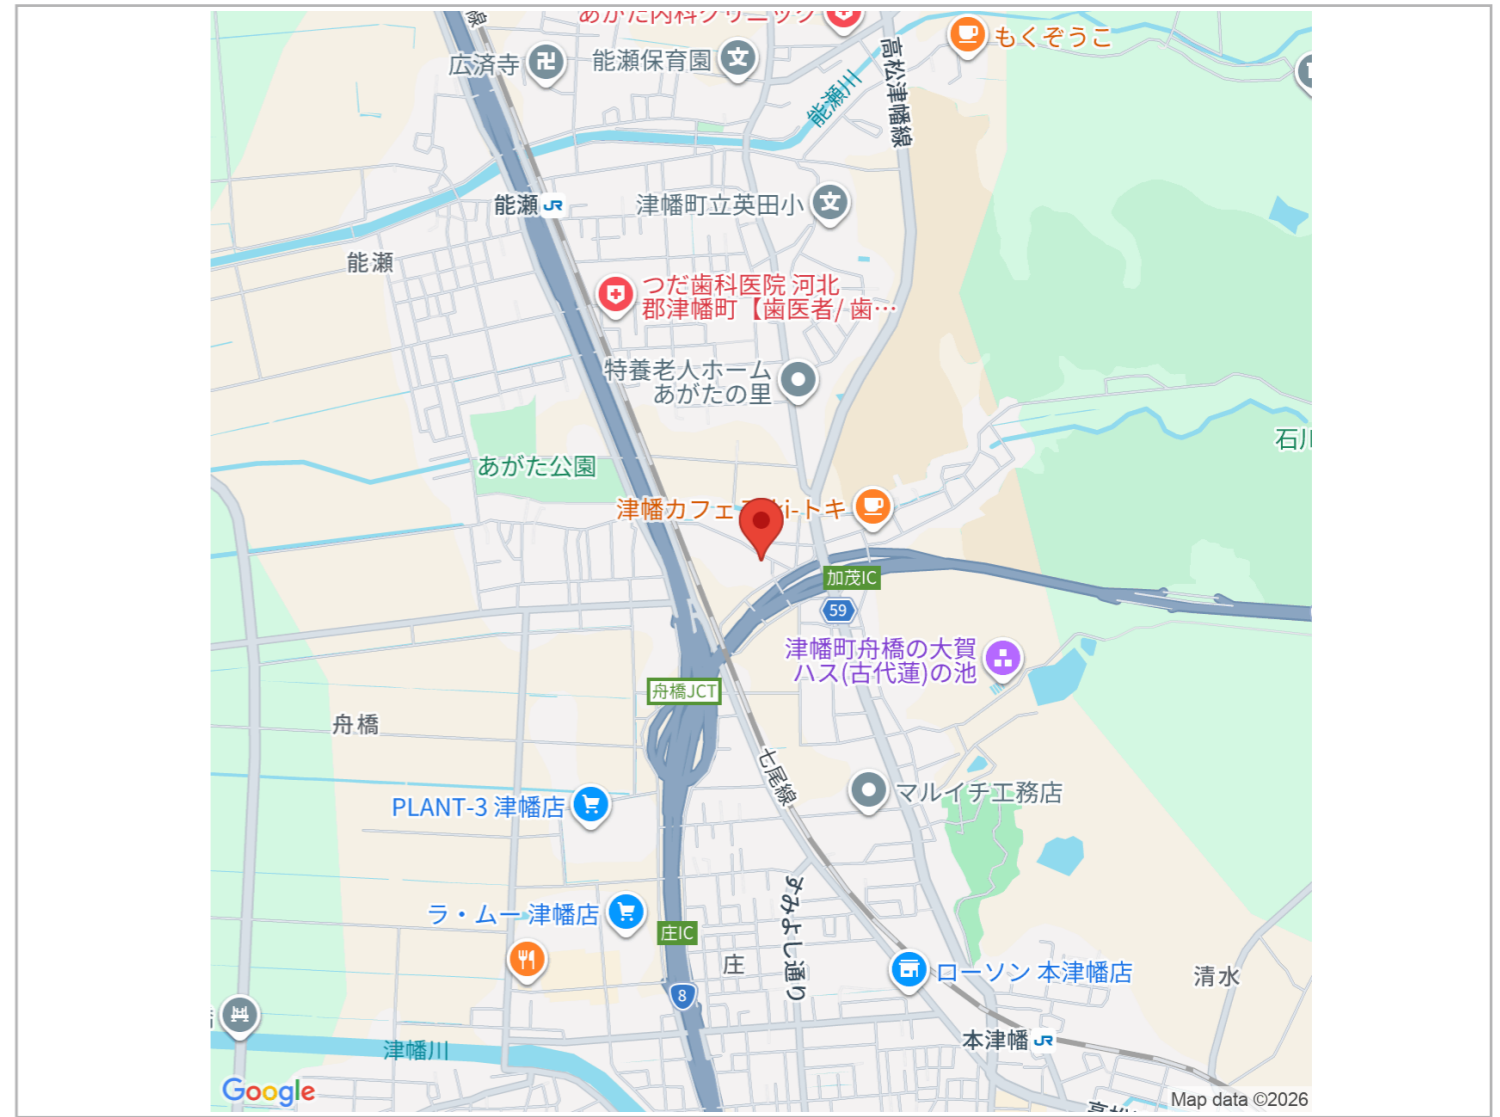 線
あがた内科クリニック
もくぞうこ
広済寺
能瀬保育園
高松津幡線
能瀬
津幡町立英田小
能瀬
つだ歯科医院 河北
郡津幡町【歯医者/ 歯…
特養老人ホーム
あがたの里
石川
あがた公園
津幡カフェ
i-トキ
加茂IC
59
津幡町舟橋の大賀
ハス(古代蓮)の池
舟橋JCT
舟橋
七尾線
PLANT-3 津幡店
マルイチ工務店
ラ・ムー 津幡店
すみよし通り
庄IC
庄
ローソン 本津幡店
清水
8
本津幡
津幡川
Google
Map data ©2026